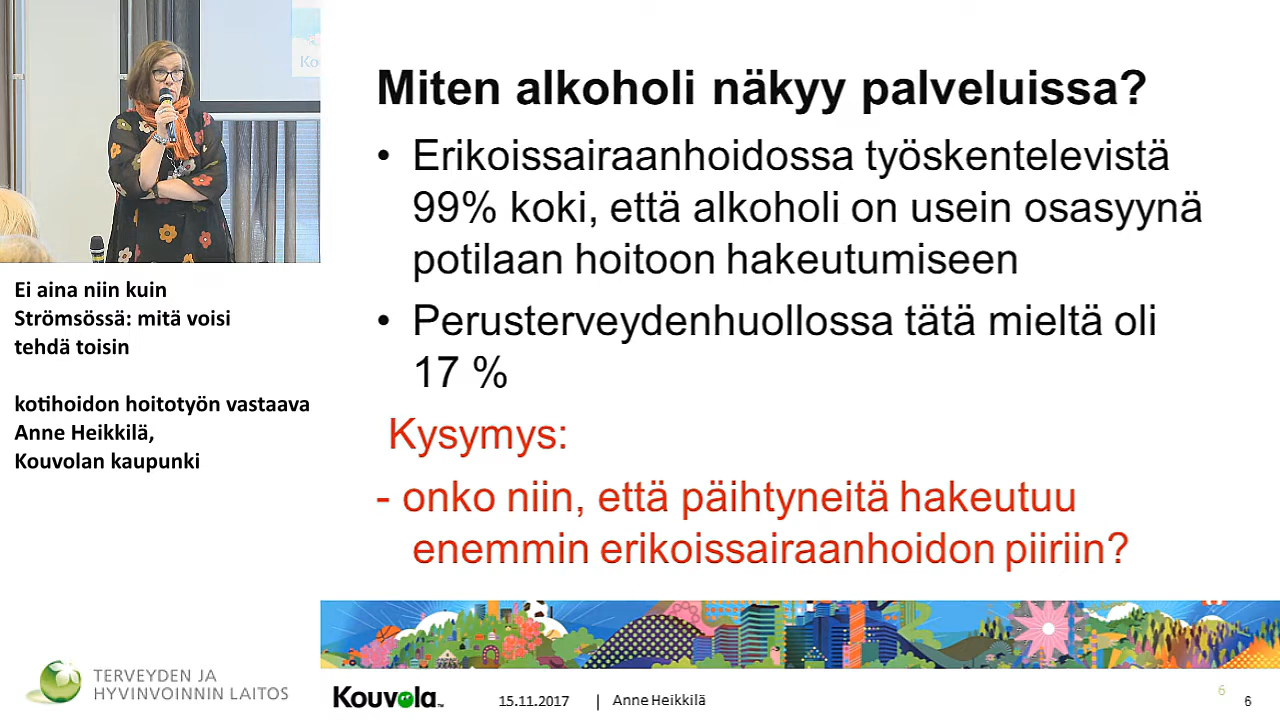 Ko
Ei aina niin kuin
Strömsössä: mitä voisi
tehdä toisin
kotihoidon hoitotyön vastaava
Anne Heikkilä,
Kouvolan kaupunki
TERVEYDEN JA
HYVINVOINNIN LAITOS
Miten alkoholi näkyy palveluissa?
• Erikoissairaanhoidossa työskentelevistä
99% koki, että alkoholi on usein osasyynä
potilaan hoitoon hakeutumiseen
• Perusterveydenhuollossa tätä mieltä oli
17 %
Kysymys:
- onko niin, että päihtyneitä hakeutuu
enemmin erikoissairaanhoidon piiriin?
Kouvola™
15.11.2017 | Anne Heikkilä
6
6